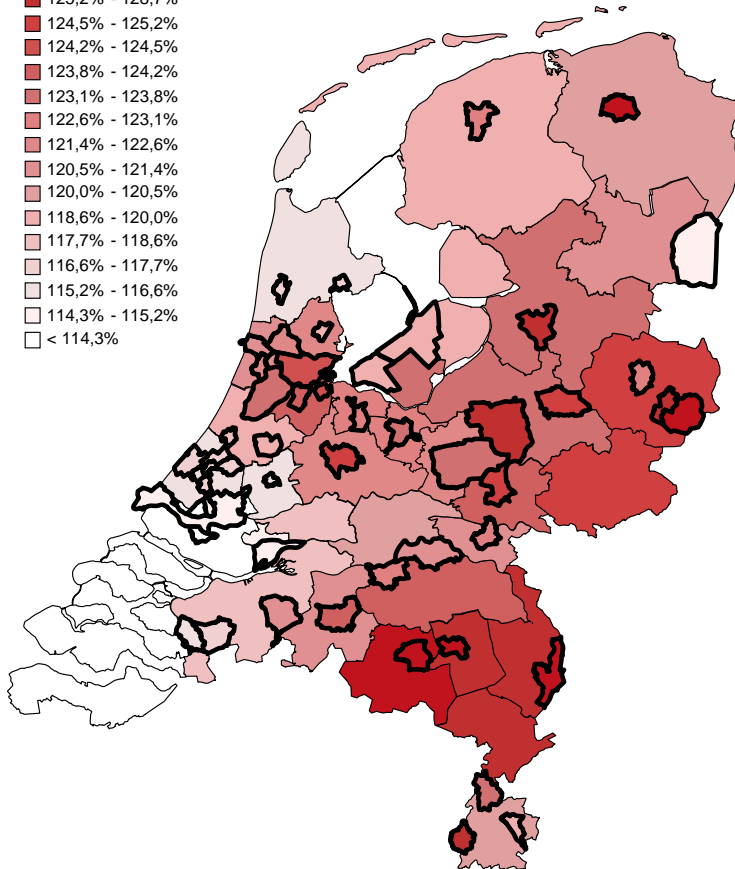 124,5% - 125,2%
124,2% - 124,5%
123,8% - 124,2%
123,1% - 123,8%
122,6% - 123,1%
121,4% - 122,6%
120,5% - 121,4%
120,0% - 120,5%
118,6% - 120,0%
117,7% - 118,6%
116,6% - 117,7%
115,2% - 116,6%
114,3% - 115,2%
< 114,3%